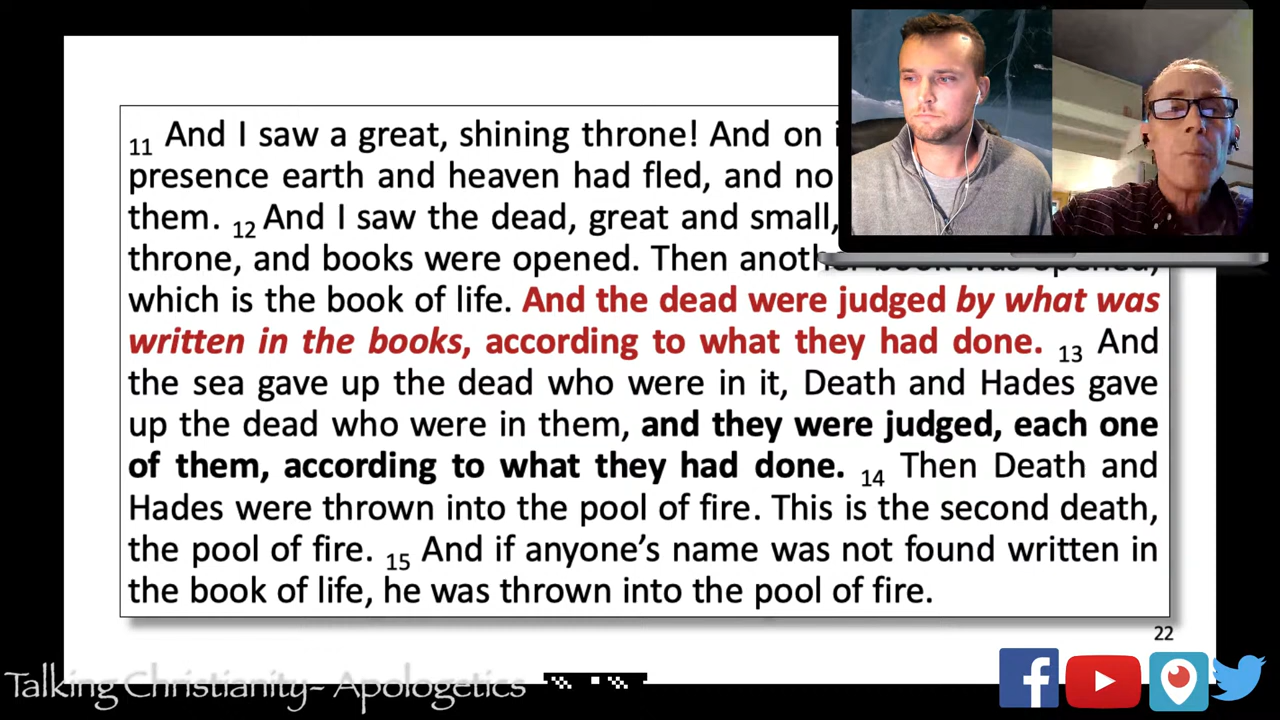 11 And I saw a great, shining throne! And on i
presence earth and heaven had fled, and no
them. 12 And I saw the dead, great and small,
throne, and books were opened. Then another book was opened,
which is the book of life. And the dead were judged by what was
written in the books, according to what they had done. 13 And
the sea gave up the dead who were in it, Death and Hades gave
up the dead who were in them, and they were judged, each one
of them, according to what they had done. 14 Then Death and
Hades were thrown into the pool of fire. This is the second death,
the pool of fire. 15 And if anyone’s name was not found written in
the book of life, he was thrown into the pool of fire.
22
Talking Christianity- Apologetics